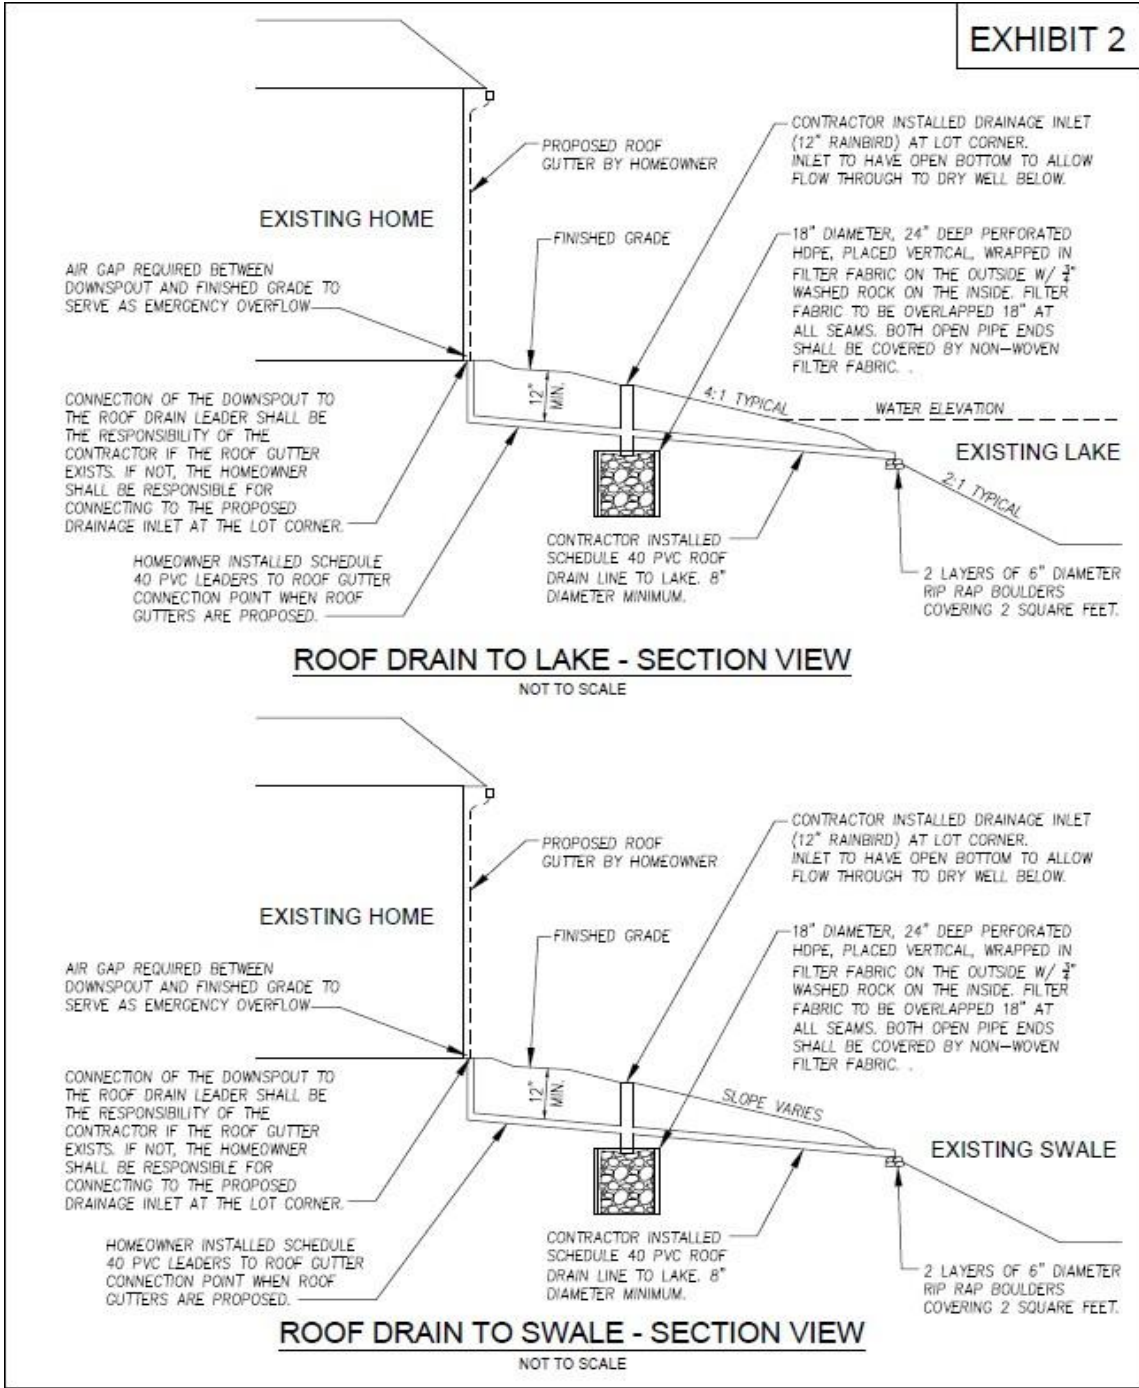 EXHIBIT 2
CONTRACTOR INSTALLED DRAINAGE INLET
(12" RAINBIRD) AT LOT CORNER.
INLET TO HAVE OPEN BOTTOM TO ALLOW
FLOW THROUGH TO DRY WELL BELOW.
PROPOSED ROOF
GUTTER BY HOMEOWNER
EXISTING HOME
FINISHED GRADE
18" DIAMETER, 24" DEEP PERFORATED
HDPE, PLACED VERTICAL, WRAPPED IN
FILTER FABRIC ON THE OUTSIDE W/ 3/4"
WASHED ROCK ON THE INSIDE. FILTER
FABRIC TO BE OVERLAPPED 18" AT
ALL SEAMS. BOTH OPEN PIPE ENDS
SHALL BE COVERED BY NON-WOVEN
FILTER FABRIC. .
AIR GAP REQUIRED BETWEEN
DOWNSPOUT AND FINISHED GRADE TO
SERVE AS EMERGENCY OVERFLOW
12"
MIN.
4:1 TYPICAL
WATER ELEVATION
EXISTING LAKE
2:1 TYPICAL
CONNECTION OF THE DOWNSPOUT TO
THE ROOF DRAIN LEADER SHALL BE
THE RESPONSIBILITY OF THE
CONTRACTOR IF THE ROOF GUTTER
EXISTS. IF NOT, THE HOMEOWNER
SHALL BE RESPONSIBLE FOR
CONNECTING TO THE PROPOSED
DRAINAGE INLET AT THE LOT CORNER.
HOMEOWNER INSTALLED SCHEDULE
40 PVC LEADERS TO ROOF GUTTER
CONNECTION POINT WHEN ROOF
GUTTERS ARE PROPOSED.
CONTRACTOR INSTALLED
SCHEDULE 40 PVC ROOF
DRAIN LINE TO LAKE. 8"
DIAMETER MINIMUM.
2 LAYERS OF 6" DIAMETER
RIP RAP BOULDERS
COVERING 2 SQUARE FEET.
ROOF DRAIN TO LAKE - SECTION VIEW
NOT TO SCALE
CONTRACTOR INSTALLED DRAINAGE INLET
(12" RAINBIRD) AT LOT CORNER.
INLET TO HAVE OPEN BOTTOM TO ALLOW
FLOW THROUGH TO DRY WELL BELOW.
PROPOSED ROOF
GUTTER BY HOMEOWNER
EXISTING HOME
FINISHED GRADE
18" DIAMETER, 24" DEEP PERFORATED
HDPE, PLACED VERTICAL, WRAPPED IN
FILTER FABRIC ON THE OUTSIDE W/ 3/4"
WASHED ROCK ON THE INSIDE. FILTER
FABRIC TO BE OVERLAPPED 18" AT
ALL SEAMS. BOTH OPEN PIPE ENDS
SHALL BE COVERED BY NON-WOVEN
FILTER FABRIC. .
AIR GAP REQUIRED BETWEEN
DOWNSPOUT AND FINISHED GRADE TO
SERVE AS EMERGENCY OVERFLOW
12"
MIN.
SLOPE VARIES
EXISTING SWALE
CONNECTION OF THE DOWNSPOUT TO
THE ROOF DRAIN LEADER SHALL BE
THE RESPONSIBILITY OF THE
CONTRACTOR IF THE ROOF GUTTER
EXISTS. IF NOT, THE HOMEOWNER
SHALL BE RESPONSIBLE FOR
CONNECTING TO THE PROPOSED
DRAINAGE INLET AT THE LOT CORNER.
HOMEOWNER INSTALLED SCHEDULE
40 PVC LEADERS TO ROOF GUTTER
CONNECTION POINT WHEN ROOF
GUTTERS ARE PROPOSED.
CONTRACTOR INSTALLED
SCHEDULE 40 PVC ROOF
DRAIN LINE TO LAKE. 8"
DIAMETER MINIMUM.
2 LAYERS OF 6" DIAMETER
RIP RAP BOULDERS
COVERING 2 SQUARE FEET.
ROOF DRAIN TO SWALE - SECTION VIEW
NOT TO SCALE